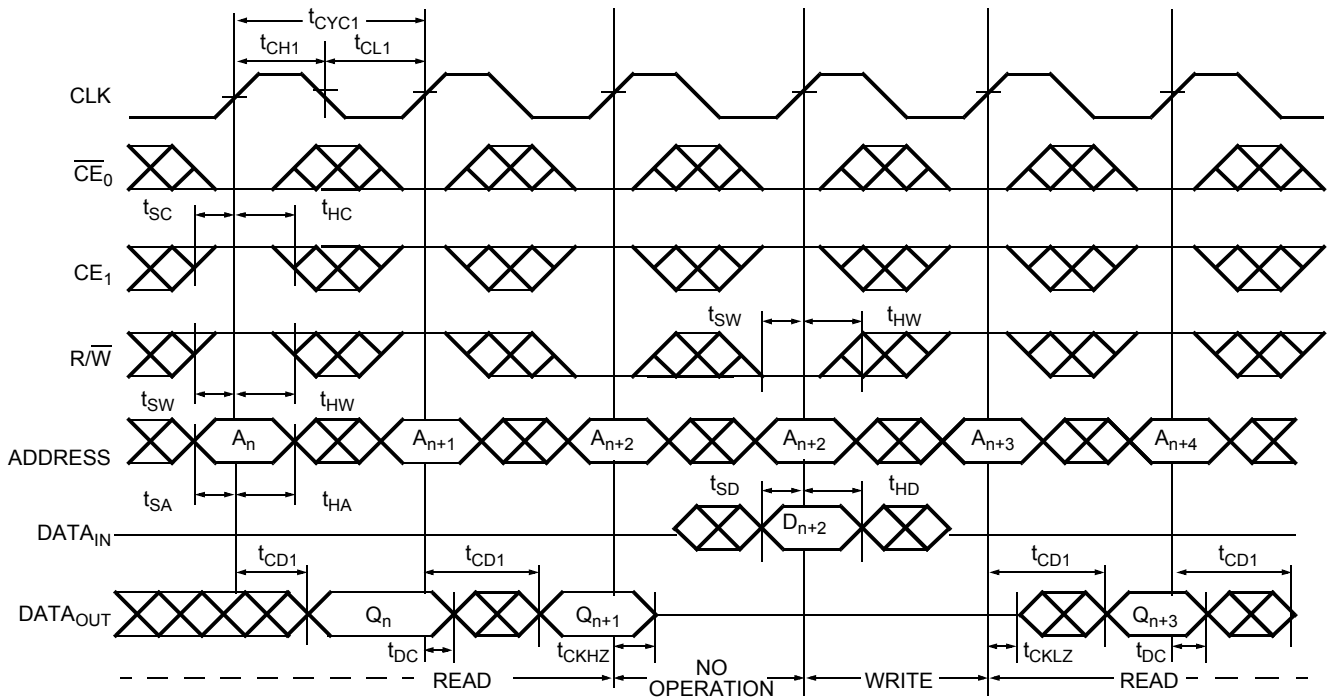 tCYC1
tCH1 tCL1
CLK
CE0
tSC tHC
CE1
tSW tHW
R/W
tSW tHW
ADDRESS An An+1 An+2 An+2 An+3 An+4
tSA tHA tSD tHD
DATAIN Dn+2
tCD1 tCD1 tCD1 tCD1
DATAOUT Qn Qn+1 Qn+3
tDC tCKHZ tCKLZ tDC
READ NO OPERATION WRITE READ